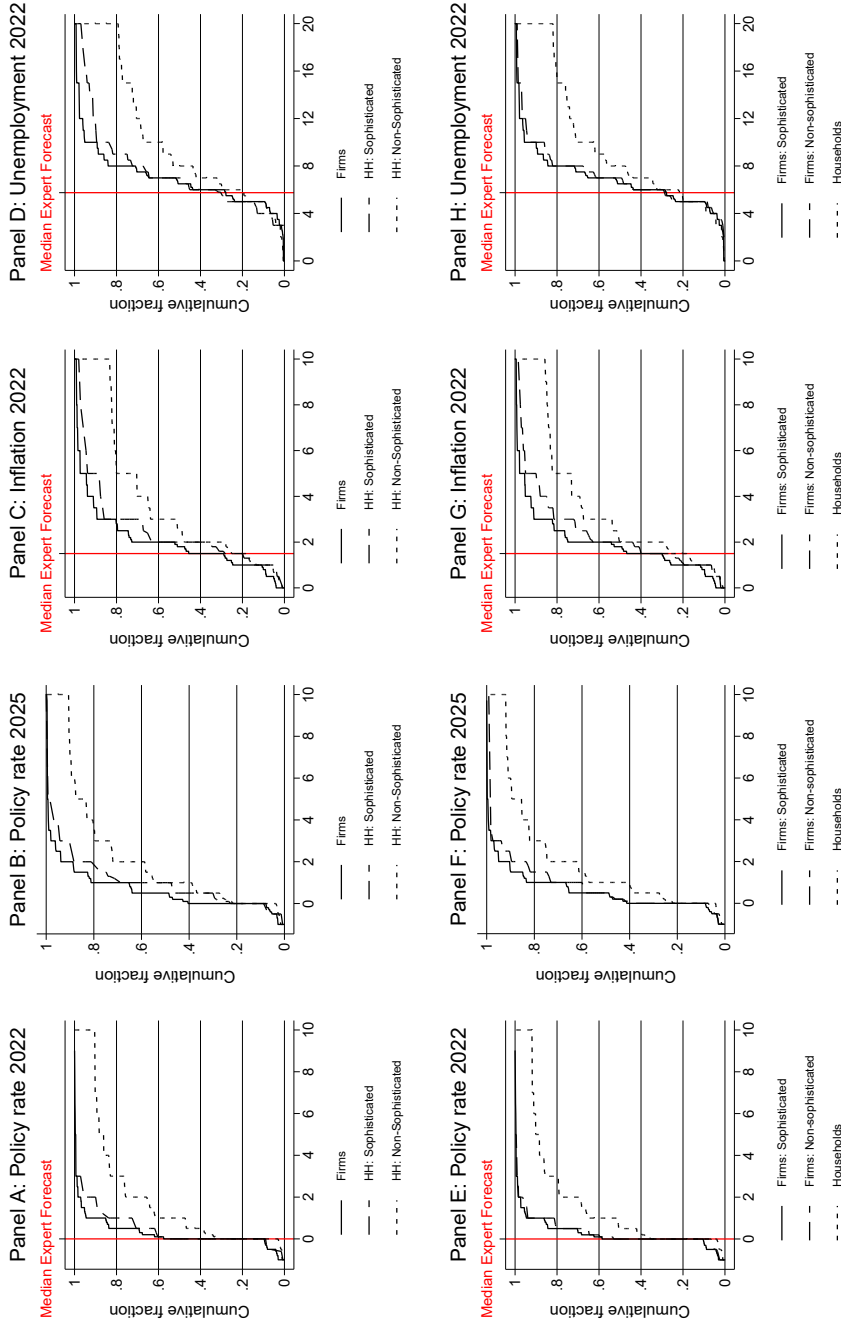 Panel A: Policy rate 2022
Median Expert Forecast
Cumulative fraction
1
.8
.6
.4
.2
0
0 2 4 6 8 10
Firms
HH: Sophisticated
HH: Non-Sophisticated
Panel B: Policy rate 2025
Cumulative fraction
1
.8
.6
.4
.2
0
0 2 4 6 8 10
Firms
HH: Sophisticated
HH: Non-Sophisticated
Panel C: Inflation 2022
Median Expert Forecast
Cumulative fraction
1
.8
.6
.4
.2
0
0 2 4 6 8 10
Firms
HH: Sophisticated
HH: Non-Sophisticated
Panel D: Unemployment 2022
Median Expert Forecast
Cumulative fraction
1
.8
.6
.4
.2
0
0 4 8 12 16 20
Firms
HH: Sophisticated
HH: Non-Sophisticated
Panel E: Policy rate 2022
Median Expert Forecast
Cumulative fraction
1
.8
.6
.4
.2
0
0 2 4 6 8 10
Firms: Sophisticated
Firms: Non-sophisticated
Households
Panel F: Policy rate 2025
Cumulative fraction
1
.8
.6
.4
.2
0
0 2 4 6 8 10
Firms: Sophisticated
Firms: Non-sophisticated
Households
Panel G: Inflation 2022
Median Expert Forecast
Cumulative fraction
1
.8
.6
.4
.2
0
0 2 4 6 8 10
Firms: Sophisticated
Firms: Non-sophisticated
Households
Panel H: Unemployment 2022
Median Expert Forecast
Cumulative fraction
1
.8
.6
.4
.2
0
0 4 8 12 16 20
Firms: Sophisticated
Firms: Non-sophisticated
Households